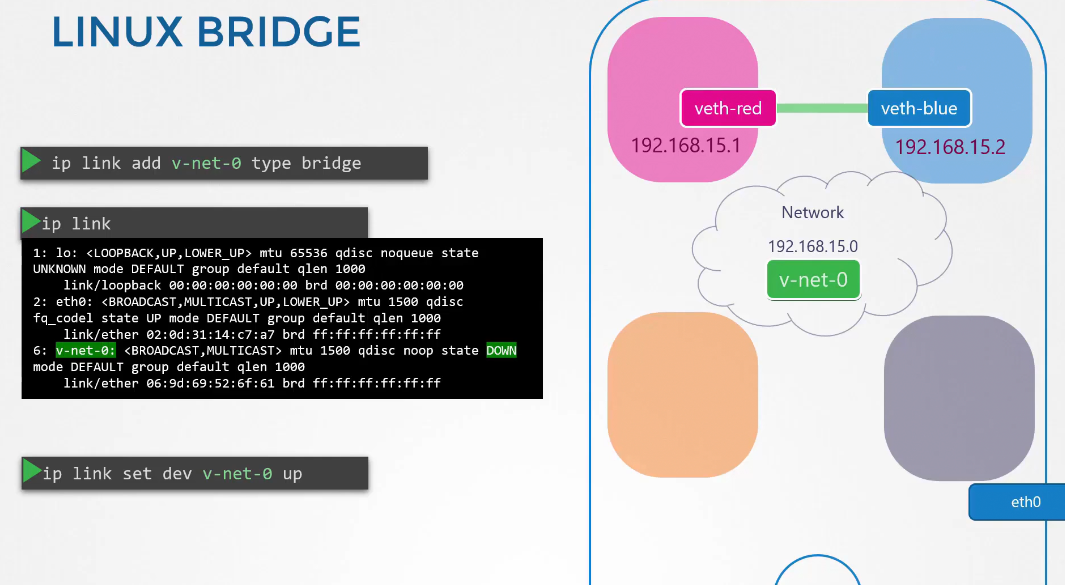 LINUX BRIDGE
ip link add v-net-0 type bridge
ip link
1: lo: <LOOPBACK,UP,LOWER_UP> mtu 65536 qdisc noqueue state
UNKNOWN mode DEFAULT group default qlen 1000
link/loopback 00:00:00:00:00:00 brd 00:00:00:00:00:00
2: eth0: <BROADCAST,MULTICAST,UP,LOWER_UP> mtu 1500 qdisc
fq_codel state UP mode DEFAULT group default qlen 1000
link/ether 02:0d:31:14:c7:a7 brd ff:ff:ff:ff:ff:ff
6: v-net-0: <BROADCAST,MULTICAST> mtu 1500 qdisc noop state DOWN
mode DEFAULT group default qlen 1000
link/ether 06:9d:69:52:6f:61 brd ff:ff:ff:ff:ff:ff
ip link set dev v-net-0 up
veth-red
veth-blue
192.168.15.1
192.168.15.2
Network
192.168.15.0
v-net-0
eth0